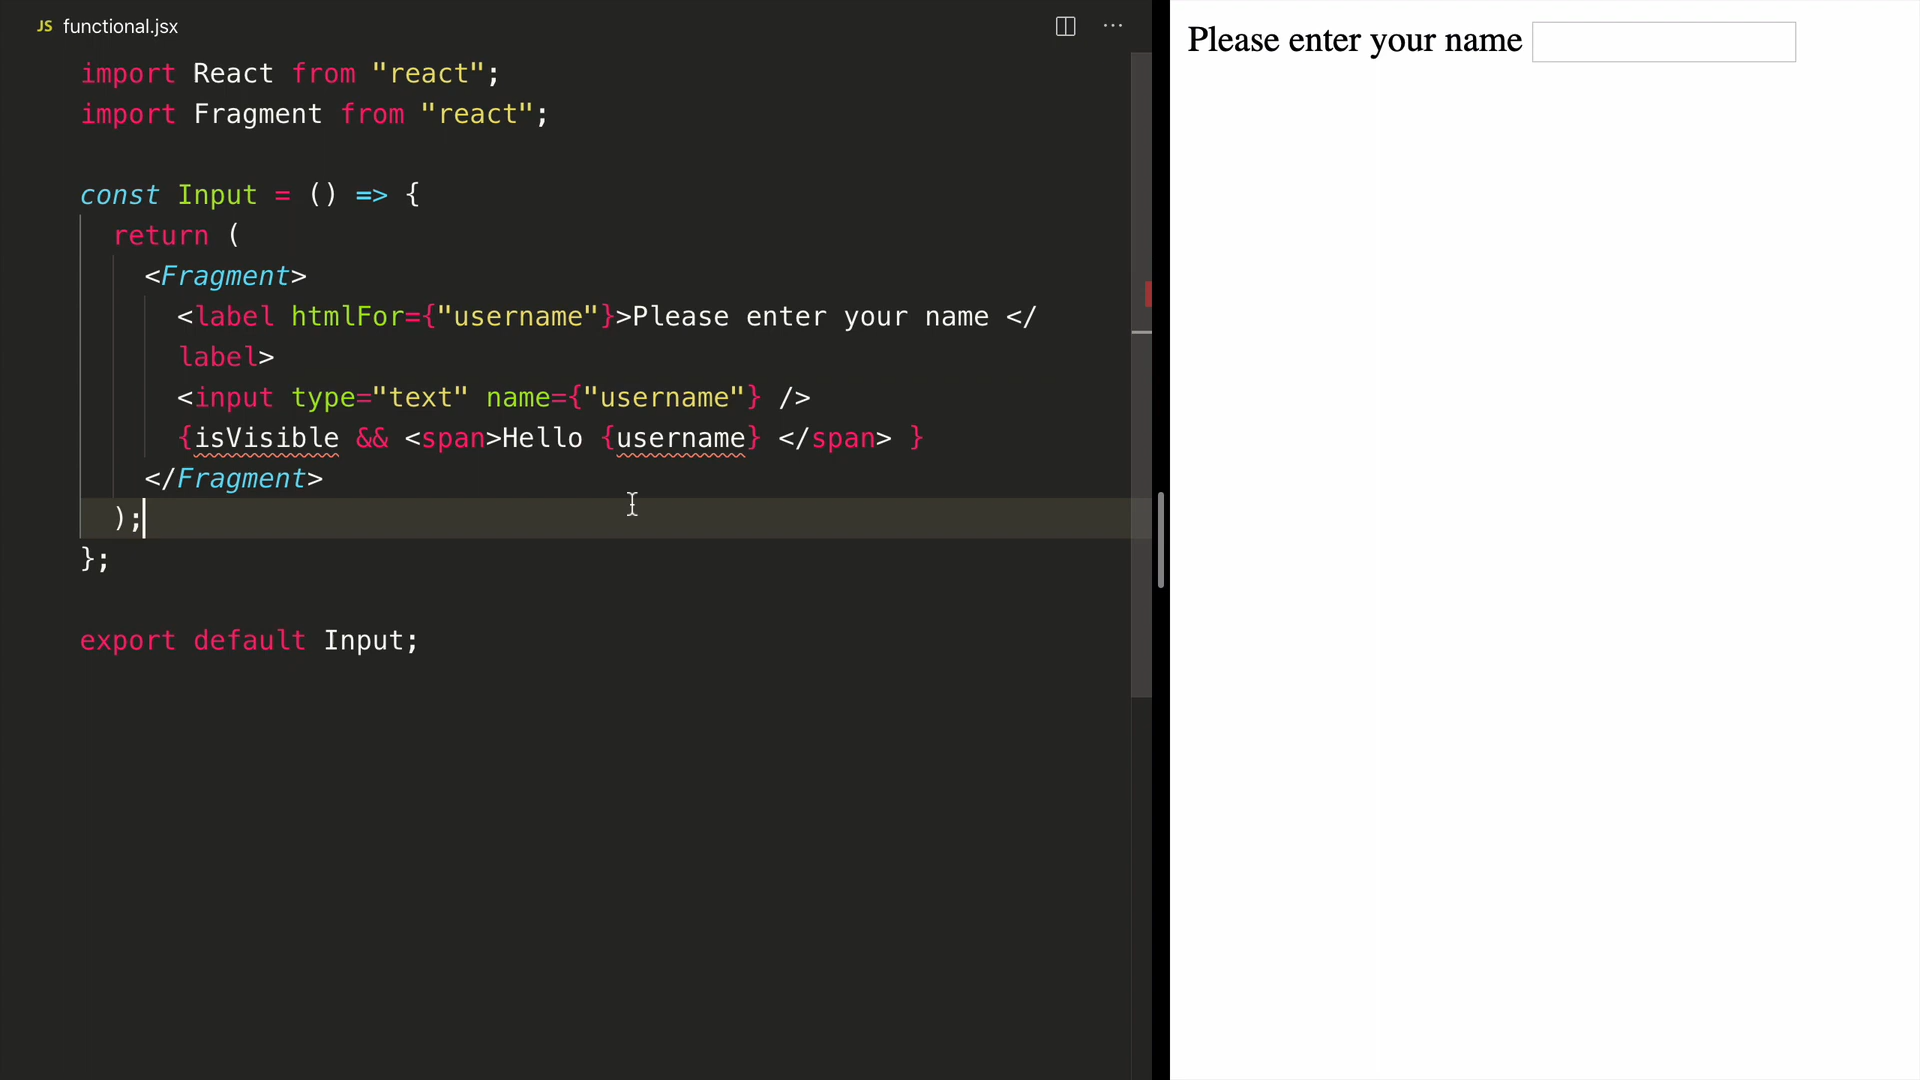 JS functional.jsx
import React from "react";
import Fragment from "react";
const Input = () => {
return (
<Fragment>
<label htmlFor={"username"}>Please enter your name </
label>
<input type="text" name={"username"} />
{isVisible && <span>Hello {username} </span> }
</Fragment>
);
};
export default Input;
Please enter your name